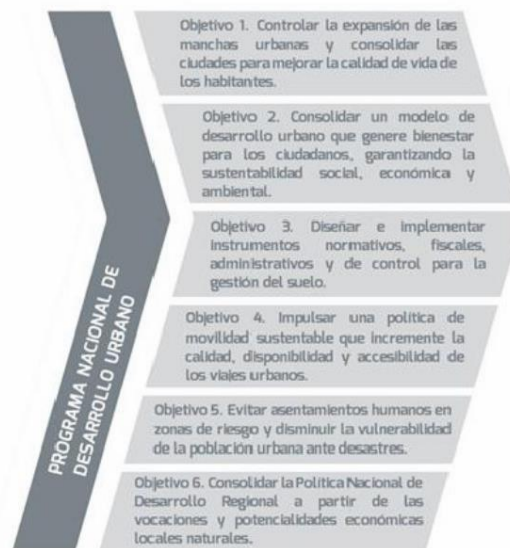 Objetivo 1. Controlar la expansión de las
manchas urbanas y consolidar las
ciudades para mejorar la calidad de vida de
los habitantes.
Objetivo 2. Consolidar un modelo de
desarrollo urbano que genere bienestar
para los ciudadanos, garantizando la
sustentabilidad social, económica y
ambiental.
Objetivo 3. Diseñar e implementar
instrumentos normativos, fiscales,
administrativos y de control para la
gestión del suelo.
Objetivo 4. Impulsar una política de
movilidad sustentable que incremente la
calidad, disponibilidad y accesibilidad de
los viajes urbanos.
Objetivo 5. Evitar asentamientos humanos en
zonas de riesgo y disminuir la vulnerabilidad
de la población urbana ante desastres.
Objetivo 6. Consolidar la Política Nacional de
Desarrollo Regional a partir de las
vocaciones y potencialidades económicas
locales naturales.
PROGRAMA NACIONAL DE
DESARROLLO URBANO